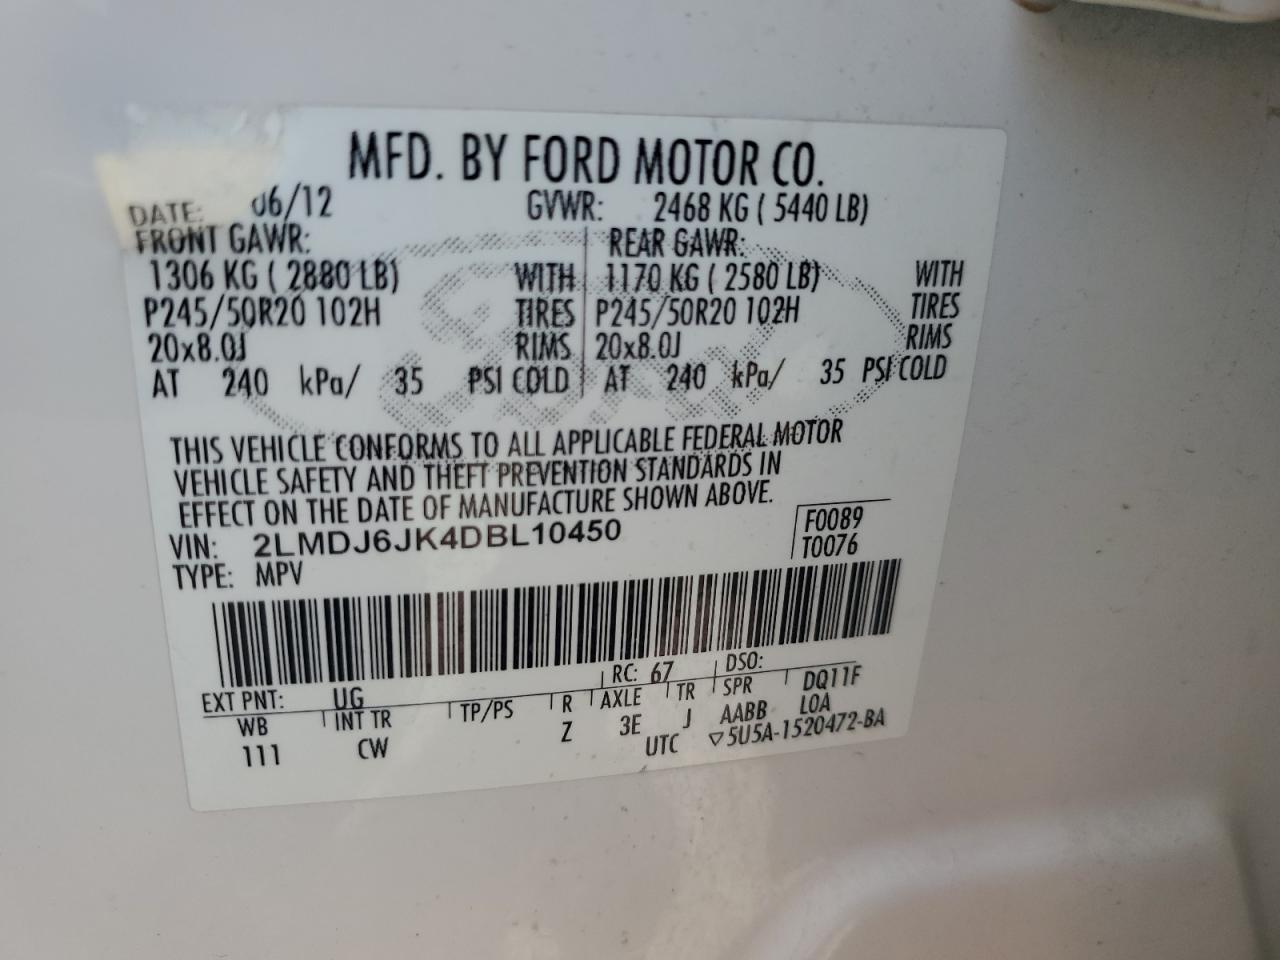 MFD. BY FORD MOTOR CO.
DATE: 06/12 GVWR: 2468 KG ( 5440 LB)
FRONT GAWR: REAR GAWR:
1306 KG ( 2880 LB) WITH 1170 KG ( 2580 LB) WITH
P245/50R20 102H TIRES P245/50R20 102H TIRES
20x8.0J RIMS 20x8.0J RIMS
AT 240 kPa/ 35 PSI COLD AT 240 kPa/ 35 PSI COLD
THIS VEHICLE CONFORMS TO ALL APPLICABLE FEDERAL MOTOR
VEHICLE SAFETY AND THEFT PREVENTION STANDARDS IN
EFFECT ON THE DATE OF MANUFACTURE SHOWN ABOVE.
VIN: 2LMDJ6JK4DBL10450 F0089
TYPE: MPV T0076
EXT PNT: UG RC: 67 DSO:
WB INT TR TP/PS R AXLE TR SPR DQ11F
111 CW Z 3E J AABB LOA
UTC ▽5U5A-1520472-BA